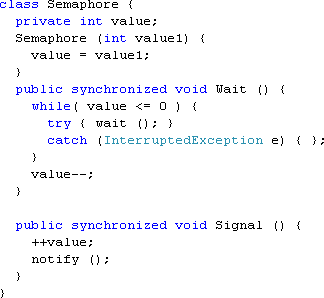 class Semaphore {
  private int value;
  Semaphore (int value1) {
    value = value1;
  }
  public synchronized void Wait () {
    while( value <= 0 ) {
      try { wait (); }
      catch (InterruptedException e) { };
    }
    value--;
  }

  public synchronized void Signal () {
    ++value;
    notify ();
  }
}